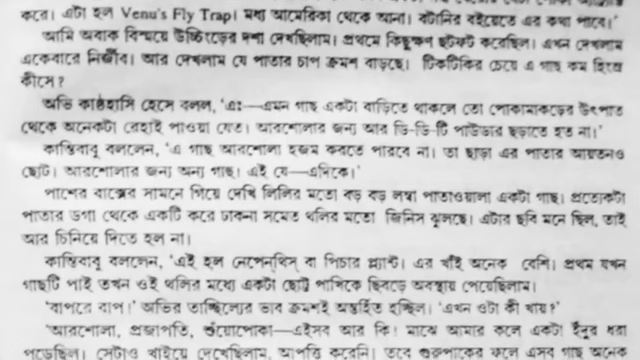 করে। এটা হল Venu's Fly Trap। মধ্য আমেরিকা থেকে আনা। বটানির বইয়েতে এর কথা পাবে।'
আমি অবাক বিস্ময়ে উচ্চিংড়ের দশা দেখছিলাম। প্রথমে কিছুক্ষণ ছটফট করেছিল। এখন দেখলাম
একেবারে নির্জীব। আর দেখলাম যে পাতার চাপ ক্রমশ বাড়ছে। টিকটিকির চেয়ে এ গাছ কম হিংস্র
কীসে?
অভি কাষ্ঠহাসি হেসে বলল, 'এঃ—এমন গাছ একটা বাড়িতে থাকলে তো পোকামাকড়ের উৎপাত
থেকে অনেকটা রেহাই পাওয়া যেত। আরশোলার জন্য আর ডি-ডি-টি পাউডার ছড়াতে হত না।'
কান্তিবাবু বললেন, 'এ গাছ আরশোলা হজম করতে পারবে না। তা ছাড়া এর পাতার আয়তনও
ছোট। আরশোলার জন্য অন্য গাছ। এই যে—এদিকে।'
পাশের বাক্সের সামনে গিয়ে দেখি লিলির মতো বড় বড় লম্বা পাতাওয়ালা একটা গাছ। প্রত্যেকটা
পাতার ডগা থেকে একটি করে ঢাকনা সমেত থলির মতো জিনিস ঝুলছে। এটার ছবি মনে ছিল, তাই
আর চিনিয়ে দিতে হল না।
কান্তিবাবু বললেন, 'এই হল নেপেন্‌থিস্ বা পিচার প্ল্যান্ট। এর খাঁই অনেক বেশি। প্রথম যখন
গাছটি পাই তখন ওই থলির মধ্যে একটা ছোট্ট পাখিকে ছিবড়ে অবস্থায় পেয়েছিলাম।'
'বাপরে বাপ।' অভির তাচ্ছিল্যের ভাব ক্রমশই অন্তর্হিত হচ্ছিল। 'এখন ওটা কী খায়?'
'আরশোলা, প্রজাপতি, শুঁয়োপোকা—এইসব আর কি। মাঝে আমার কলে একটা ইঁদুর ধরা
পড়েছিল। সেটাও খাইয়ে দেখেছিলাম, আপত্তি করেনি। তবে গুরুপাকের ফলে এসব গাছ অনেক